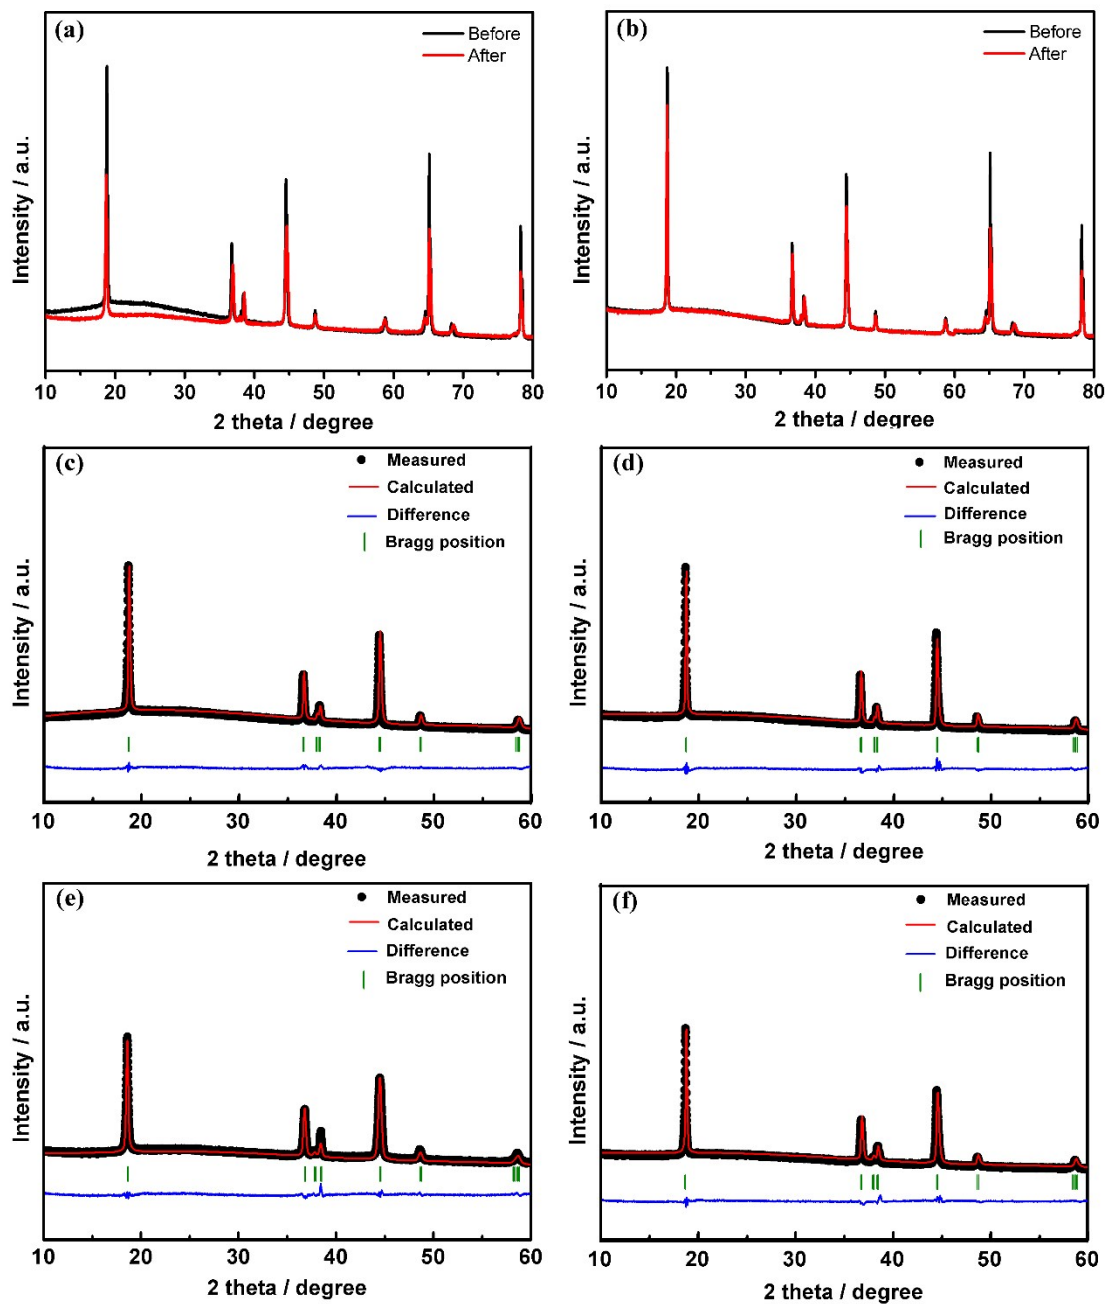 (a)
Before
After
Intensity / a.u.
10 20 30 40 50 60 70 80
2 theta / degree
(b)
Before
After
Intensity / a.u.
10 20 30 40 50 60 70 80
2 theta / degree
(c)
Measured
Calculated
Difference
Bragg position
Intensity / a.u.
10 20 30 40 50 60
2 theta / degree
(d)
Measured
Calculated
Difference
Bragg position
Intensity / a.u.
10 20 30 40 50 60
2 theta / degree
(e)
Measured
Calculated
Difference
Bragg position
Intensity / a.u.
10 20 30 40 50 60
2 theta / degree
(f)
Measured
Calculated
Difference
Bragg position
Intensity / a.u.
10 20 30 40 50 60
2 theta / degree